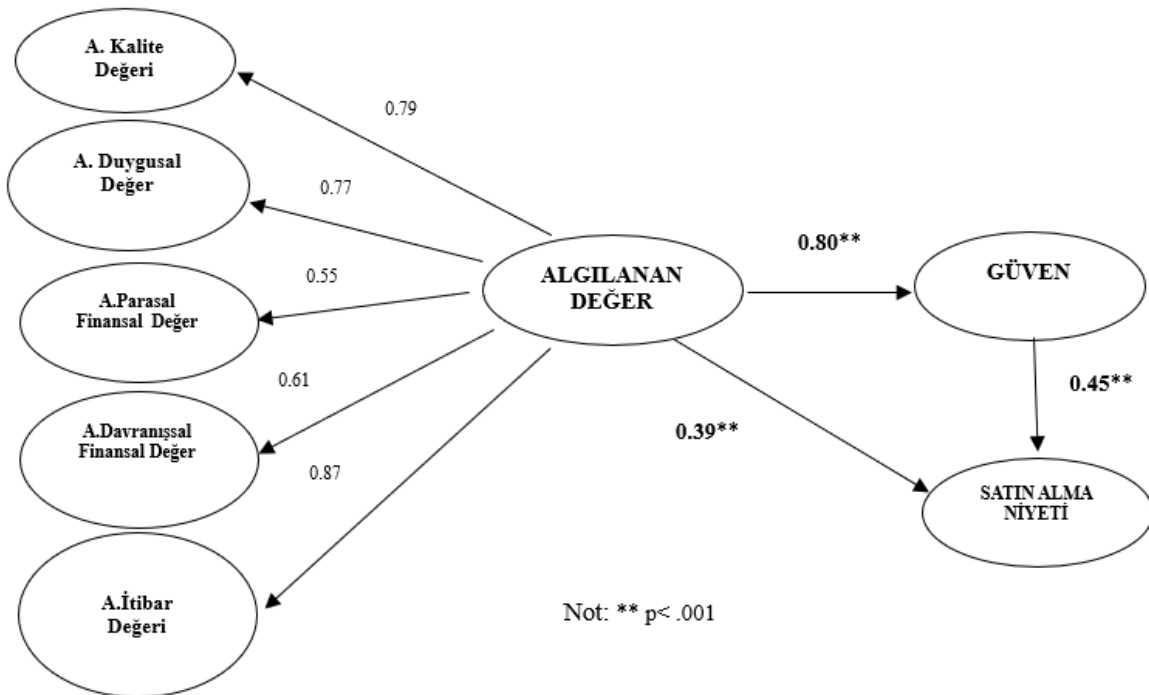 A. Kalite
Değeri
0.79
A. Duygusal
Değer
0.77
0.80**
ALGILANAN
DEĞER
GÜVEN
0.55
A.Parasal
Finansal Değer
0.61
0.45**
A.Davranışsal
Finansal Değer
0.39**
0.87
SATIN ALMA
NİYETİ
A.İtibar
Değeri
Not: ** p< .001